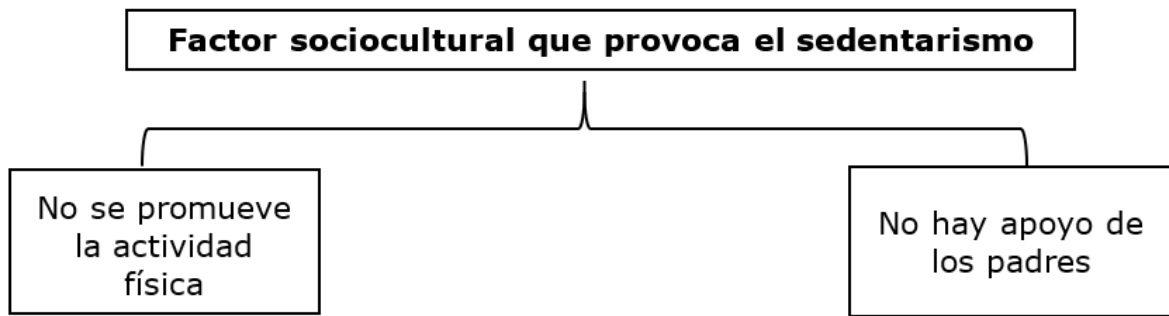 Factor sociocultural que provoca el sedentarismo
No se promueve
la actividad
física
No hay apoyo de
los padres